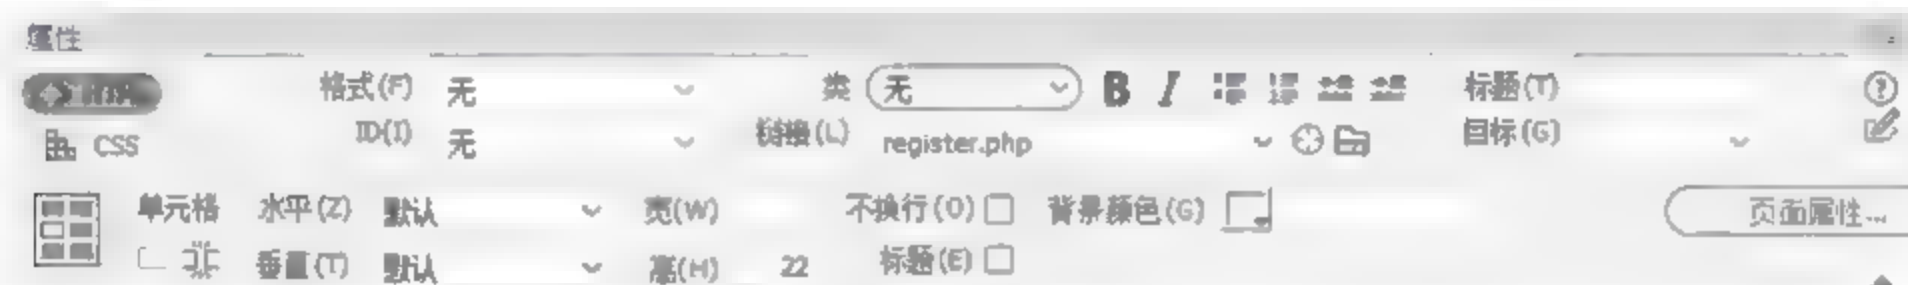 属性
格式(F) 无 类 无 B I 标题(T)
CSS ID(I) 无 链接(L) register.php 目标(G)
单元格 水平(Z) 默认 宽(W) 不换行(O) 背景颜色(G) 页面属性...
垂直(T) 默认 高(H) 22 标题(E)